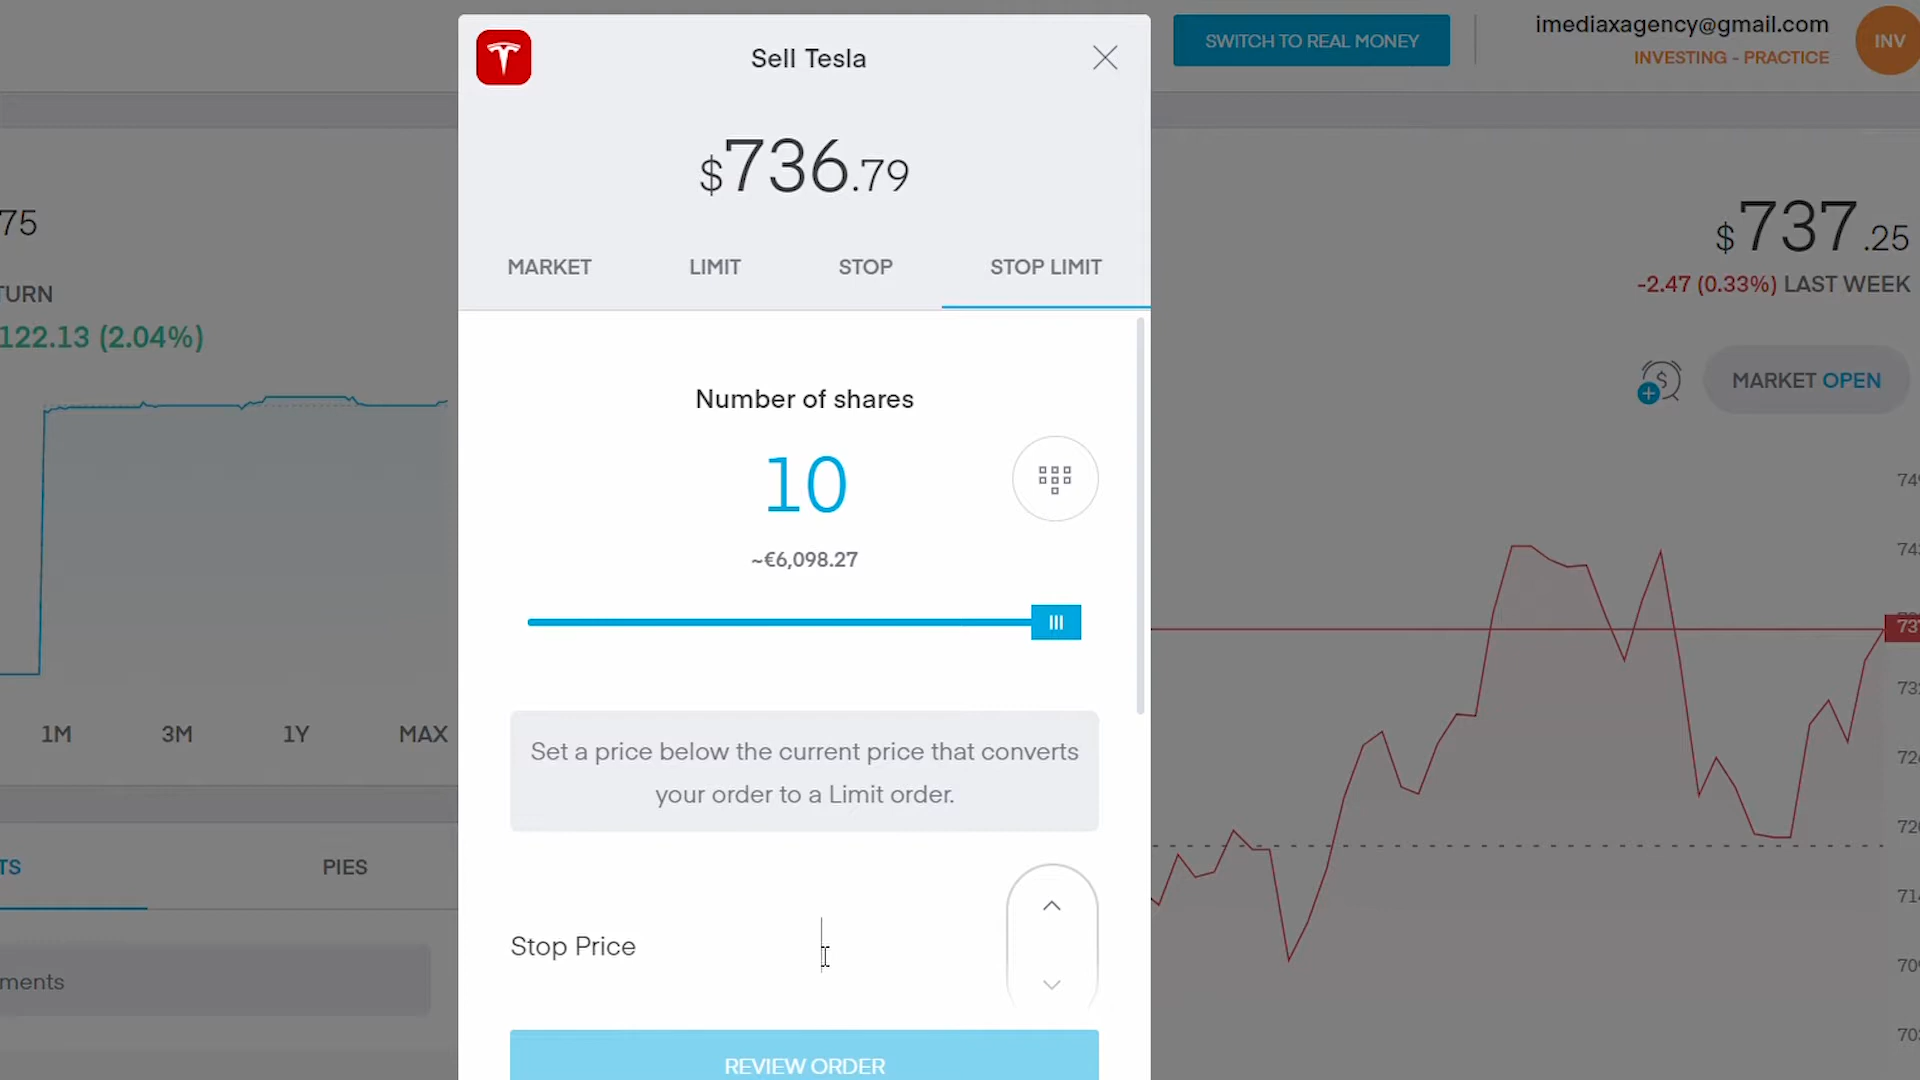 Sell Tesla
SWITCH TO REAL MONEY
imediaxagency@gmail.com
INVESTING - PRACTICE
INV
$736.79
75
$737.25
MARKET
LIMIT
STOP
STOP LIMIT
-2.47 (0.33%) LAST WEEK
TURN
122.13 (2.04%)
MARKET OPEN
Number of shares
10
~€6,098.27
1M
3M
1Y
MAX
Set a price below the current price that converts
your order to a Limit order.
PIES
Stop Price
ments
REVIEW ORDER